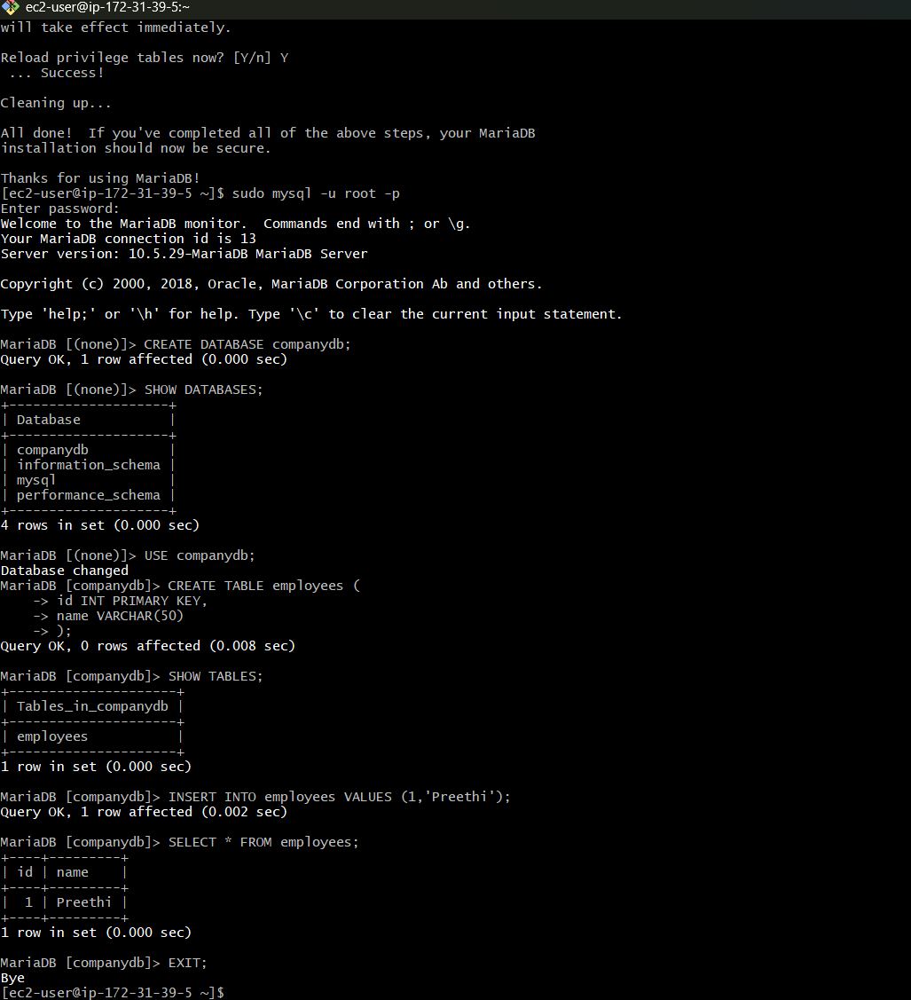 ec2-user@ip-172-31-39-5:~
will take effect immediately.
Reload privilege tables now? [Y/n] Y
 ... Success!
Cleaning up...
All done!  If you've completed all of the above steps, your MariaDB
installation should now be secure.
Thanks for using MariaDB!
[ec2-user@ip-172-31-39-5 ~]$ sudo mysql -u root -p
Enter password:
Welcome to the MariaDB monitor.  Commands end with ; or \g.
Your MariaDB connection id is 13
Server version: 10.5.29-MariaDB MariaDB Server
Copyright (c) 2000, 2018, Oracle, MariaDB Corporation Ab and others.
Type 'help;' or '\h' for help. Type '\c' to clear the current input statement.
MariaDB [(none)]> CREATE DATABASE companydb;
Query OK, 1 row affected (0.000 sec)
MariaDB [(none)]> SHOW DATABASES;
+--------------------+
| Database           |
+--------------------+
| companydb          |
| information_schema |
| mysql              |
| performance_schema |
+--------------------+
4 rows in set (0.000 sec)
MariaDB [(none)]> USE companydb;
Database changed
MariaDB [companydb]> CREATE TABLE employees (
    -> id INT PRIMARY KEY,
    -> name VARCHAR(50)
    -> );
Query OK, 0 rows affected (0.008 sec)
MariaDB [companydb]> SHOW TABLES;
+---------------------+
| Tables_in_companydb |
+---------------------+
| employees           |
+---------------------+
1 row in set (0.000 sec)
MariaDB [companydb]> INSERT INTO employees VALUES (1,'Preethi');
Query OK, 1 row affected (0.002 sec)
MariaDB [companydb]> SELECT * FROM employees;
+----+---------+
| id | name    |
+----+---------+
|  1 | Preethi |
+----+---------+
1 row in set (0.000 sec)
MariaDB [companydb]> EXIT;
Bye
[ec2-user@ip-172-31-39-5 ~]$